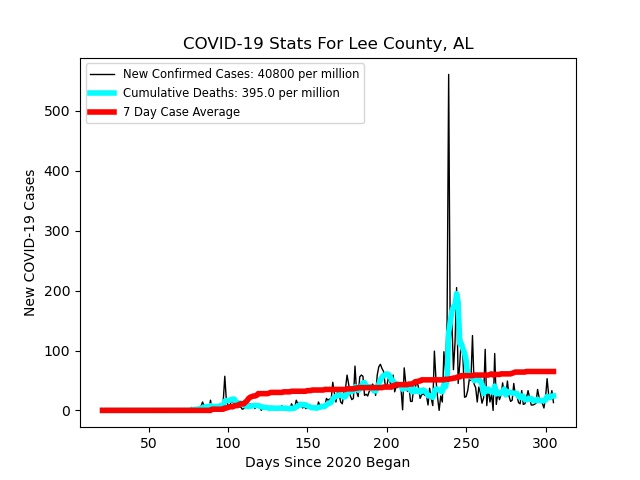 COVID-19 Stats For Lee County, AL
New Confirmed Cases: 40800 per million
Cumulative Deaths: 395.0 per million
7 Day Case Average
New COVID-19 Cases
500
400
300
200
100
0
50 100 150 200 250 300
Days Since 2020 Began